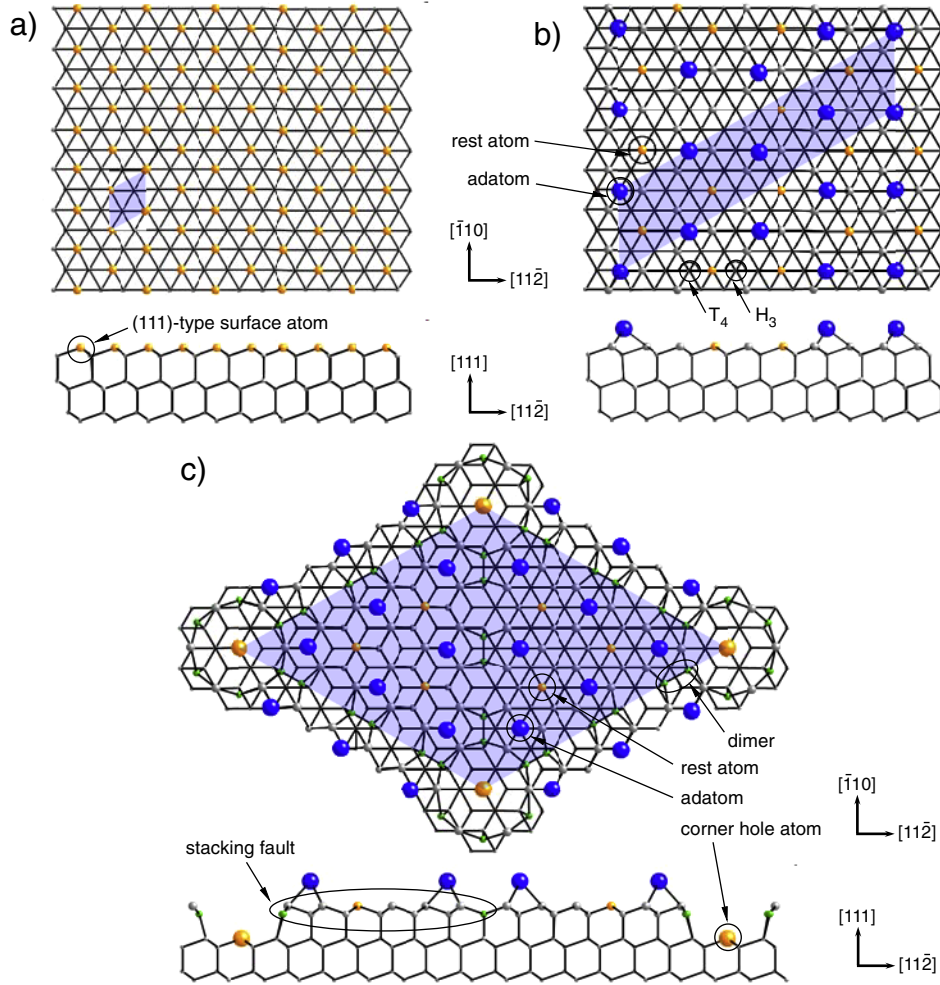 a)
b)
rest atom
adatom
[1̄10]
[112̄]
T₄
H₃
(111)-type surface atom
[111]
[112̄]
c)
dimer
rest atom
adatom
corner hole atom
[1̄10]
[112̄]
stacking fault
[111]
[112̄]